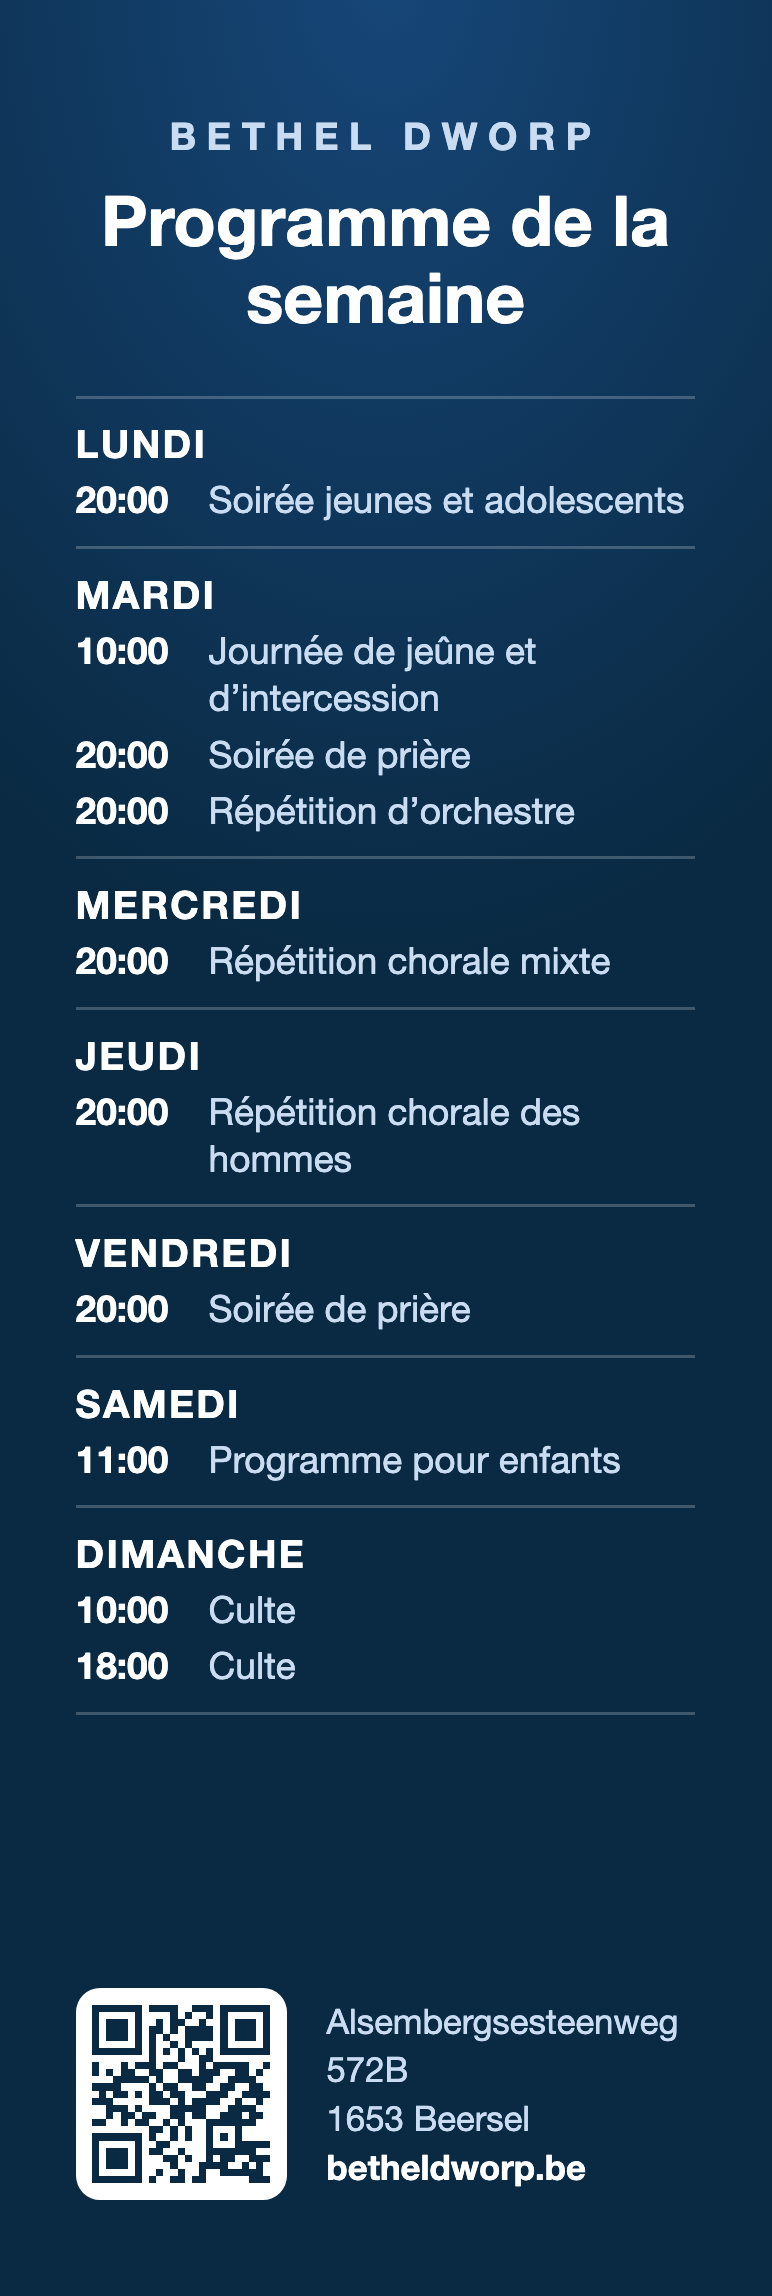 BETHEL DWORP
Programme de la
semaine
LUNDI
20:00 Soirée jeunes et adolescents
MARDI
10:00 Journée de jeûne et
d’intercession
20:00 Soirée de prière
20:00 Répétition d’orchestre
MERCREDI
20:00 Répétition chorale mixte
JEUDI
20:00 Répétition chorale des
hommes
VENDREDI
20:00 Soirée de prière
SAMEDI
11:00 Programme pour enfants
DIMANCHE
10:00 Culte
18:00 Culte
Alsembergsesteenweg
572B
1653 Beersel
betheldworp.be